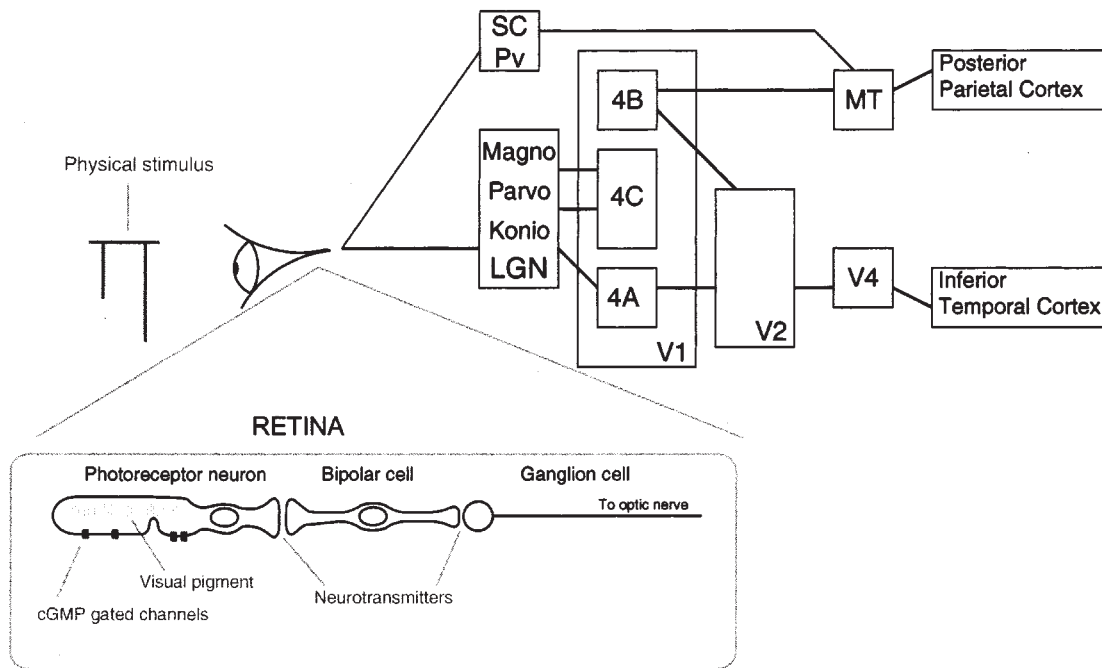 SC
Pv
Physical stimulus
Magno
Parvo
Konio
LGN
4B
4C
4A
V1
V2
MT
V4
Posterior
Parietal Cortex
Inferior
Temporal Cortex
RETINA
Photoreceptor neuron
Bipolar cell
Ganglion cell
To optic nerve
Visual pigment
cGMP gated channels
Neurotransmitters